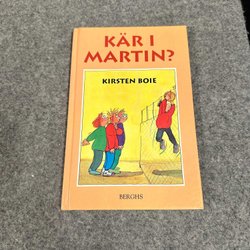 KÄR I
MARTIN?
KIRSTEN BOIE
BERGHS